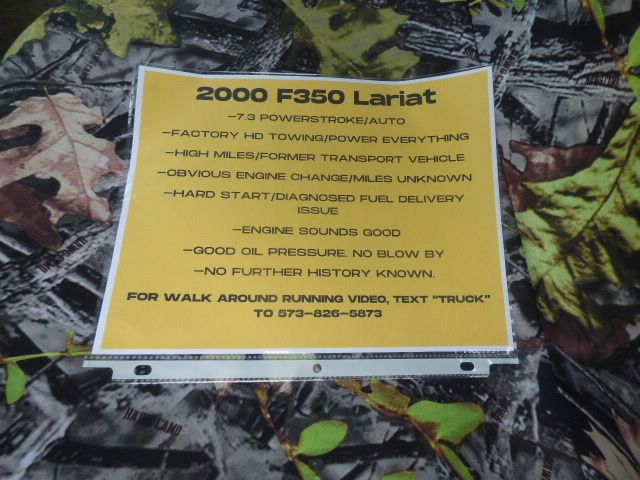 2000 F350 Lariat
-7.3 POWERSTROKE/AUTO
-FACTORY HD TOWING/POWER EVERYTHING
-HIGH MILES/FORMER TRANSPORT VEHICLE
-OBVIOUS ENGINE CHANGE/MILES UNKNOWN
-HARD START/DIAGNOSED FUEL DELIVERY
ISSUE
-ENGINE SOUNDS GOOD
-GOOD OIL PRESSURE. NO BLOW BY
-NO FURTHER HISTORY KNOWN.
FOR WALK AROUND RUNNING VIDEO, TEXT "TRUCK"
TO 573-826-5873